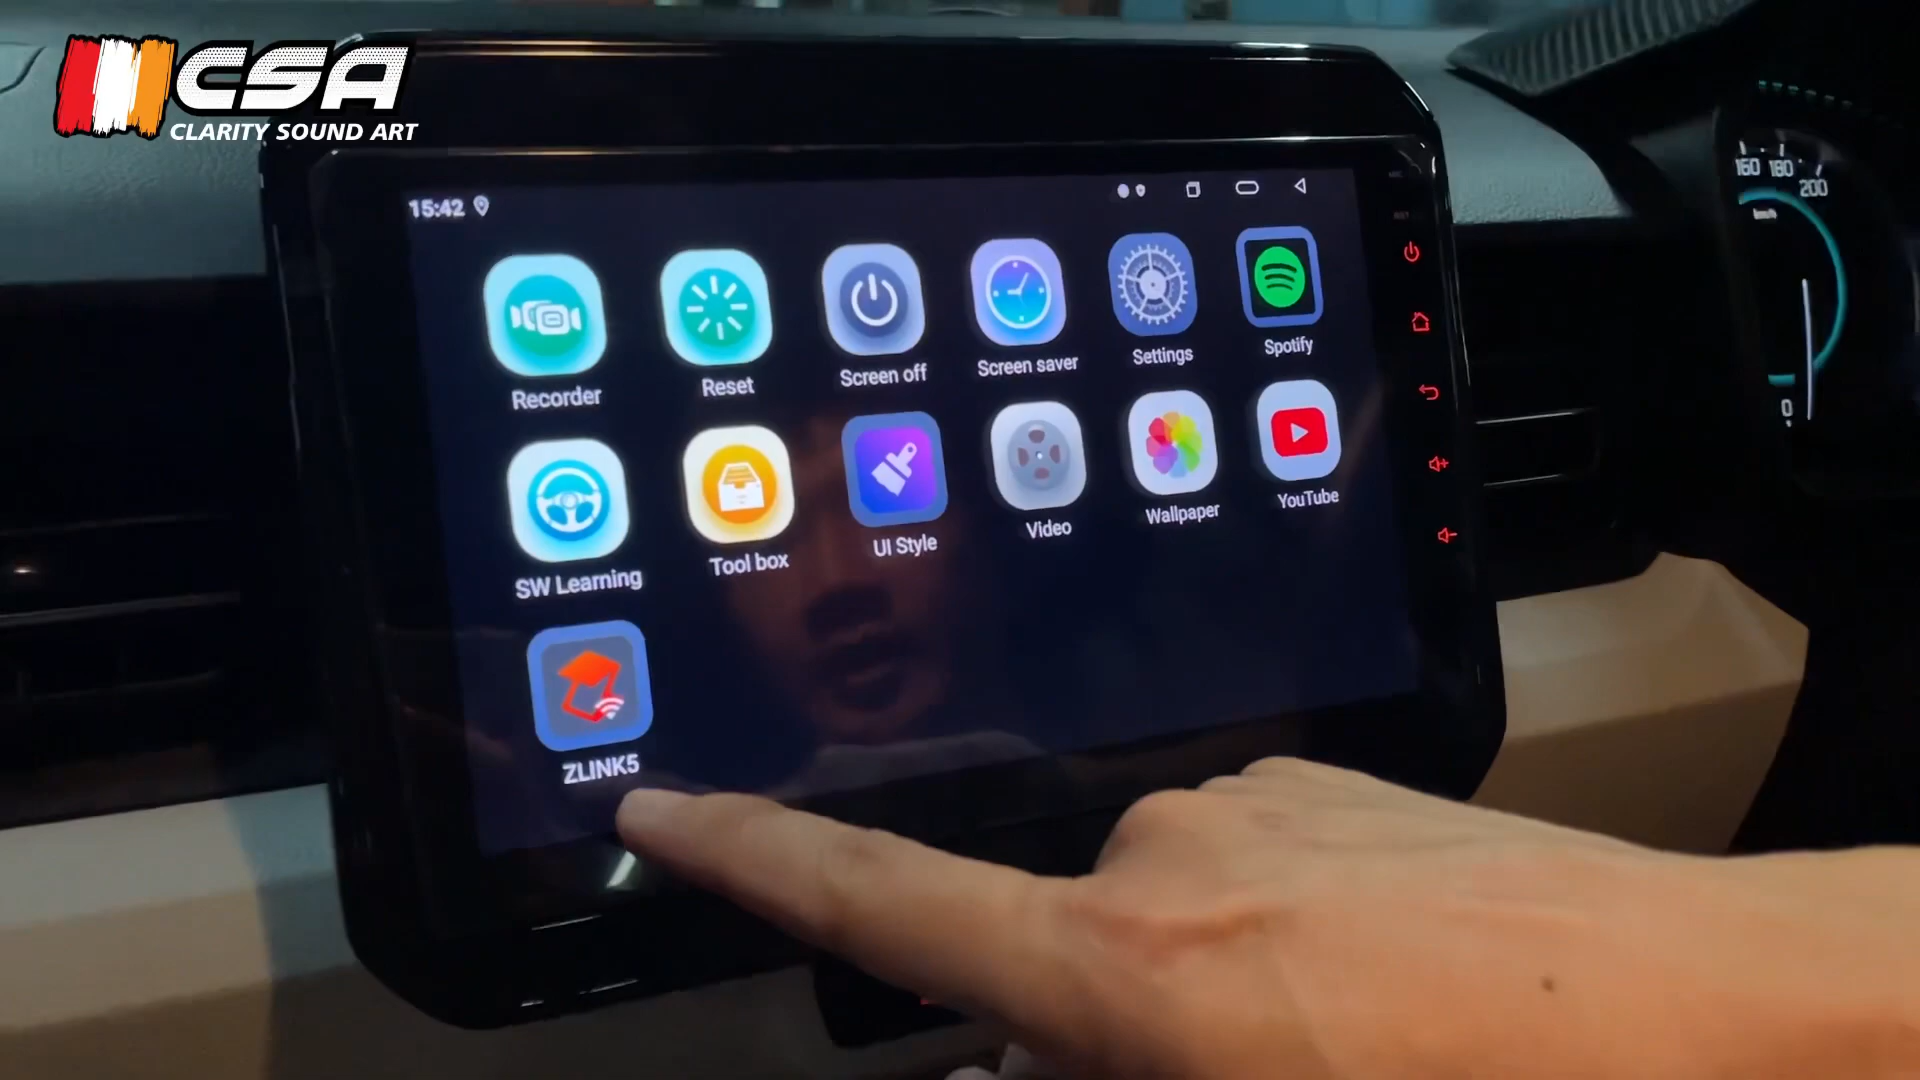 CSA
CLARITY SOUND ART
15:42
Recorder
Reset
Screen off
Screen saver
Settings
Spotify
SW Learning
Tool box
UI Style
Video
Wallpaper
YouTube
ZLINK5
160 180 200
km/h
0